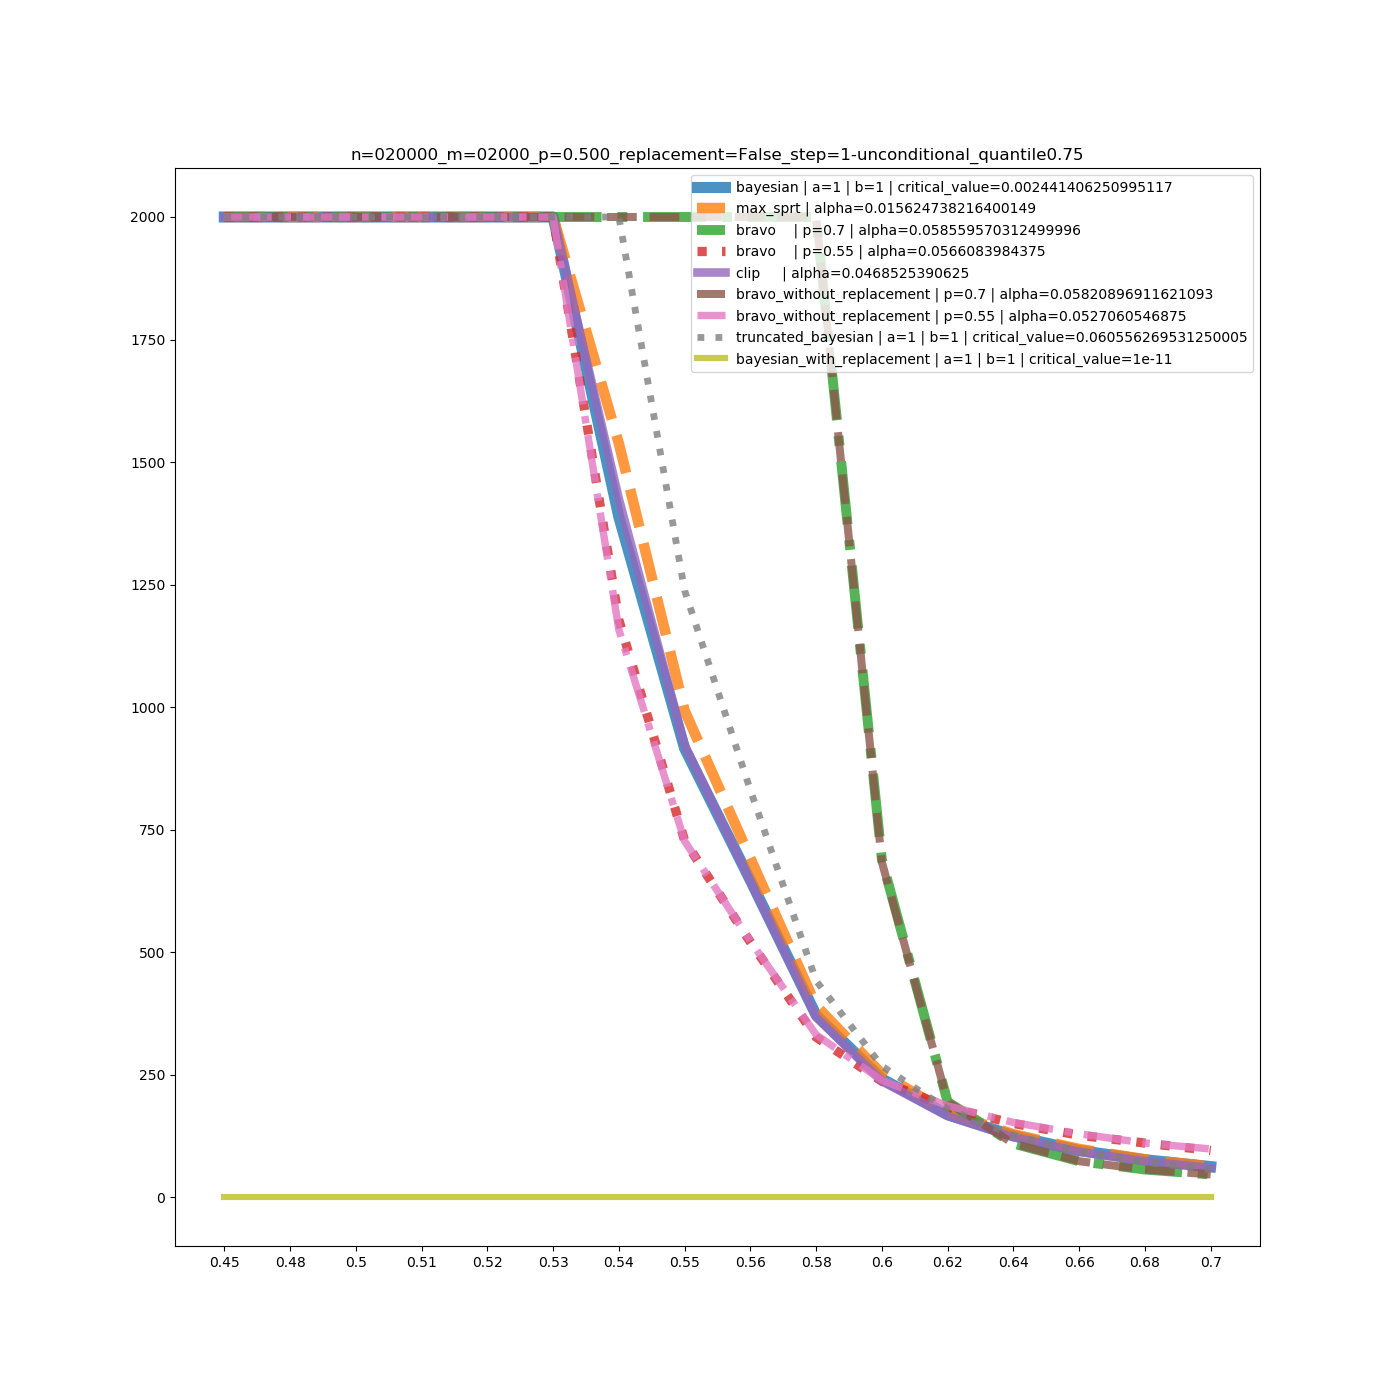 n=020000_m=02000_p=0.500_replacement=False_step=1-unconditional_quantile0.75
bayesian | a=1 | b=1 | critical_value=0.002441406250995117
max_sprt | alpha=0.015624738216400149
bravo | p=0.7 | alpha=0.058559570312499996
bravo | p=0.55 | alpha=0.0566083984375
clip | alpha=0.0468525390625
bravo_without_replacement | p=0.7 | alpha=0.05820896911621093
bravo_without_replacement | p=0.55 | alpha=0.0527060546875
truncated_bayesian | a=1 | b=1 | critical_value=0.060556269531250005
bayesian_with_replacement | a=1 | b=1 | critical_value=1e-11
2000
1750
1500
1250
1000
750
500
250
0
0.45 0.48 0.5 0.51 0.52 0.53 0.54 0.55 0.56 0.58 0.6 0.62 0.64 0.66 0.68 0.7